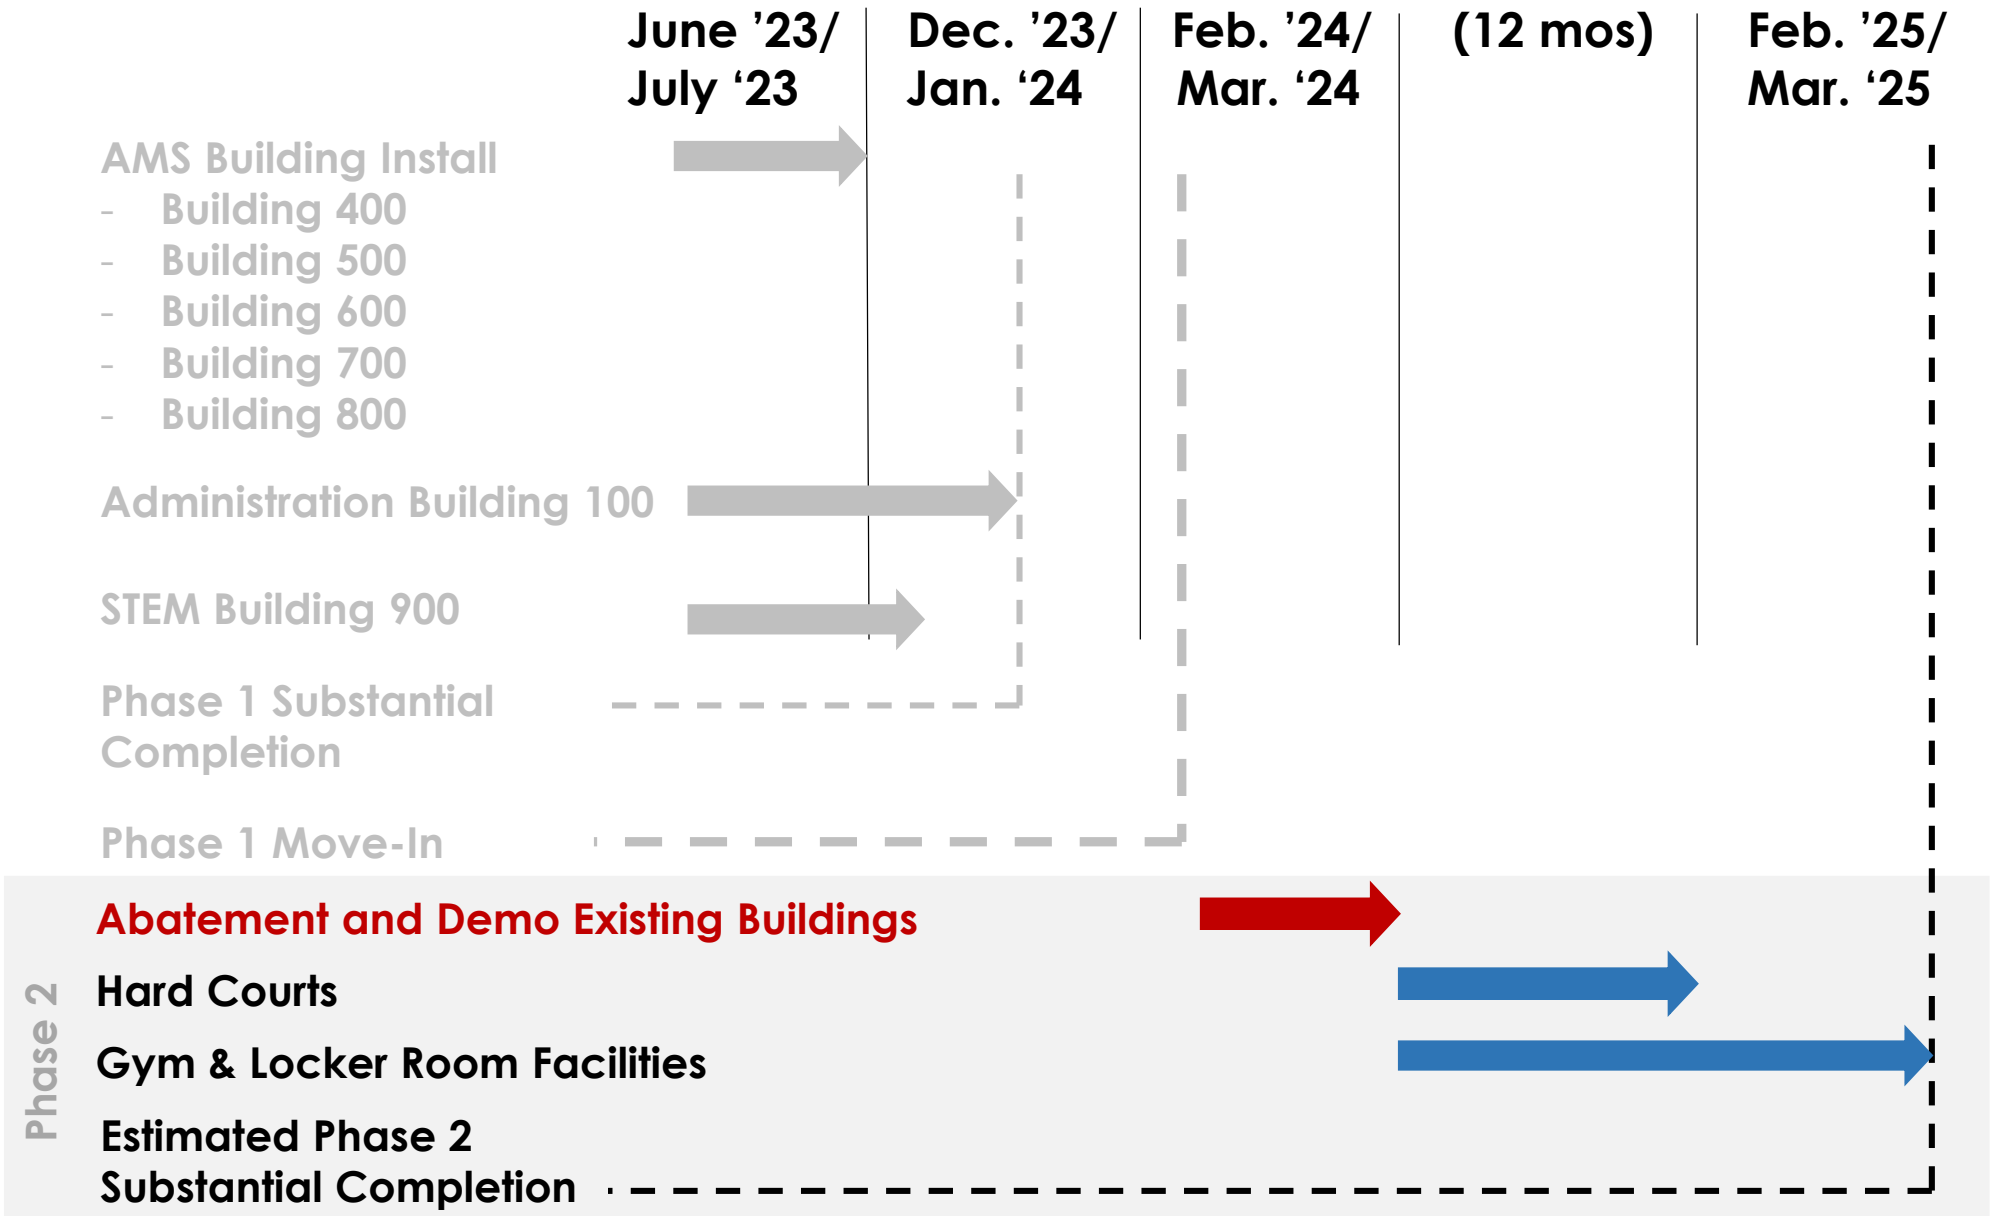 June ’23/
July ‘23
Dec. ’23/
Jan. ‘24
Feb. ’24/
Mar. ‘24
(12 mos)
Feb. ’25/
Mar. ‘25
AMS Building Install
- Building 400
- Building 500
- Building 600
- Building 700
- Building 800
Administration Building 100
STEM Building 900
Phase 1 Substantial
Completion
Phase 1 Move-In
Phase 2
Abatement and Demo Existing Buildings
Hard Courts
Gym & Locker Room Facilities
Estimated Phase 2
Substantial Completion